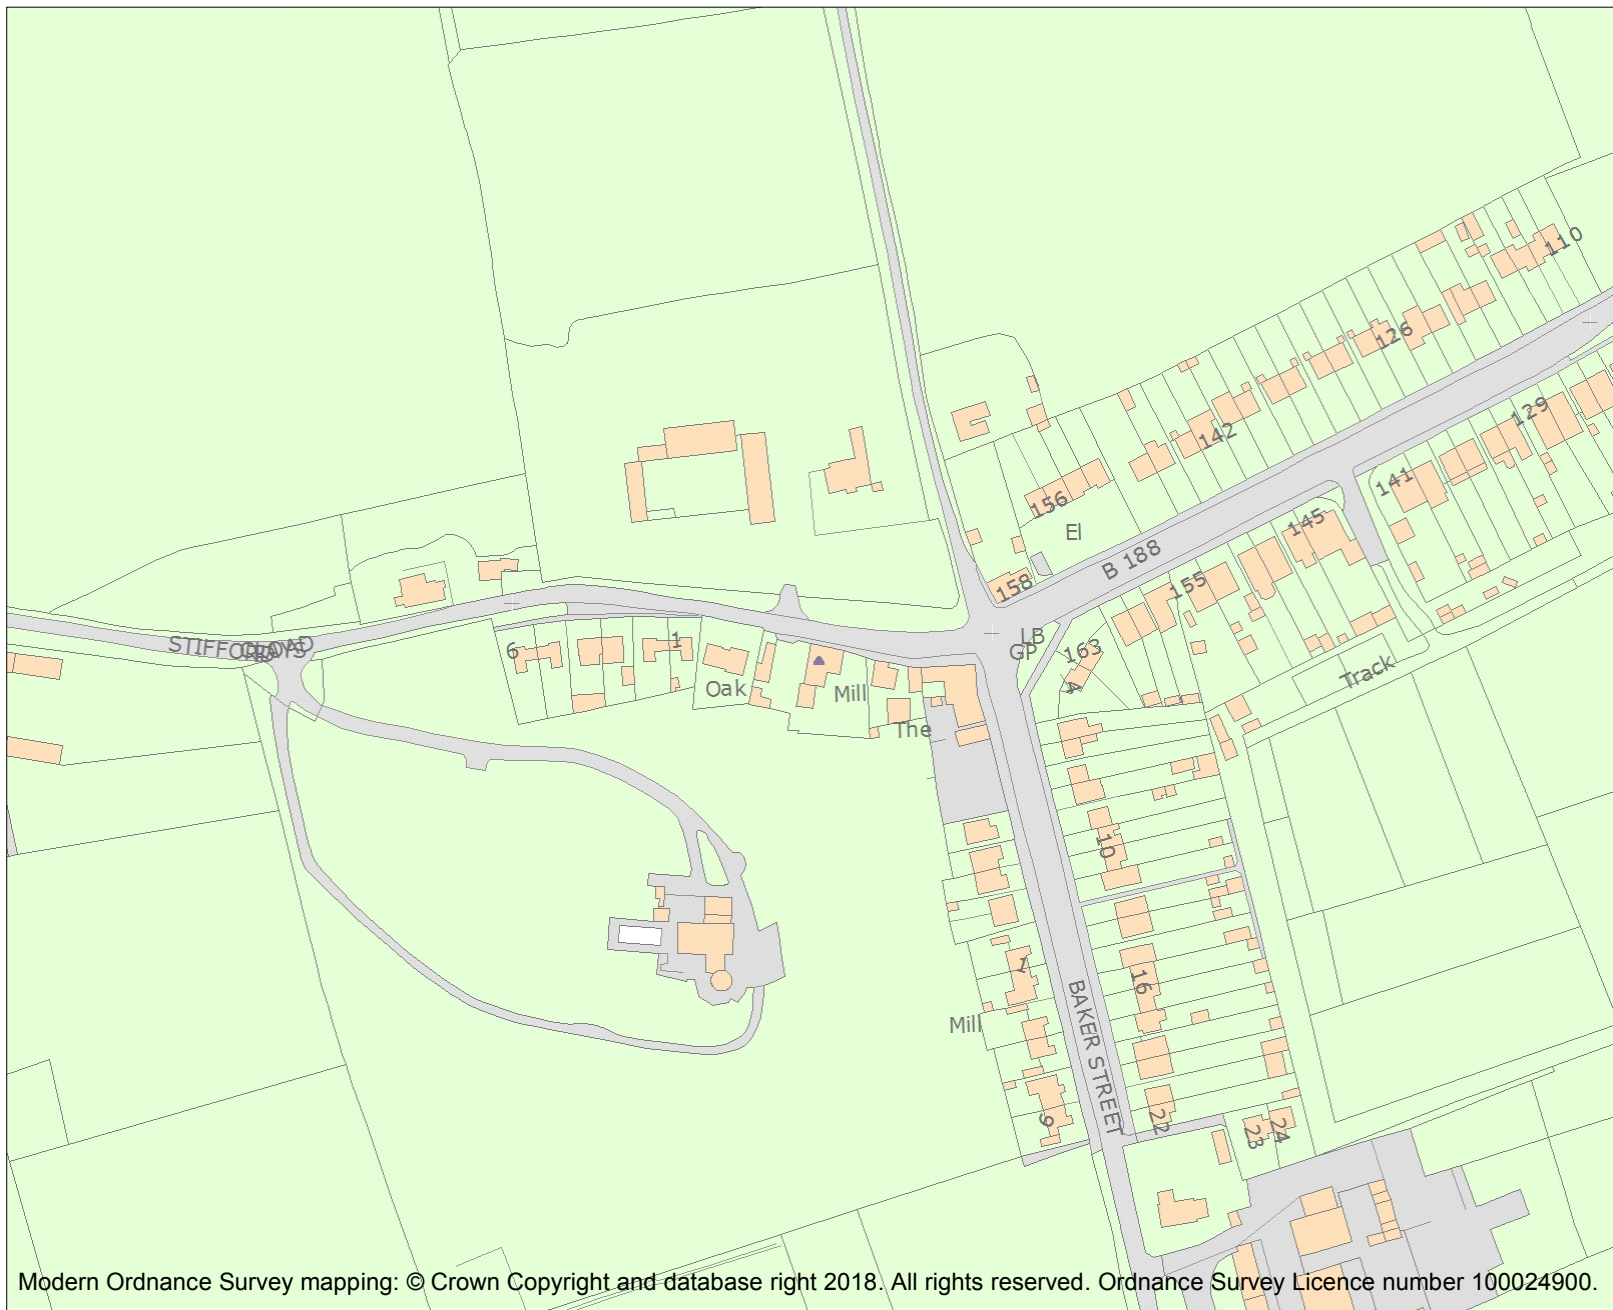 110
126
129
142
141
156
145
El
B 188
158
155
LB
GP
163
4
STIFFORD
CLAYS
ROAD
6
1
Oak
Mill
The
Track
10
1
16
Mill
BAKER STREET
9
22
23
24
Modern Ordnance Survey mapping: © Crown Copyright and database right 2018. All rights reserved. Ordnance Survey Licence number 100024900.